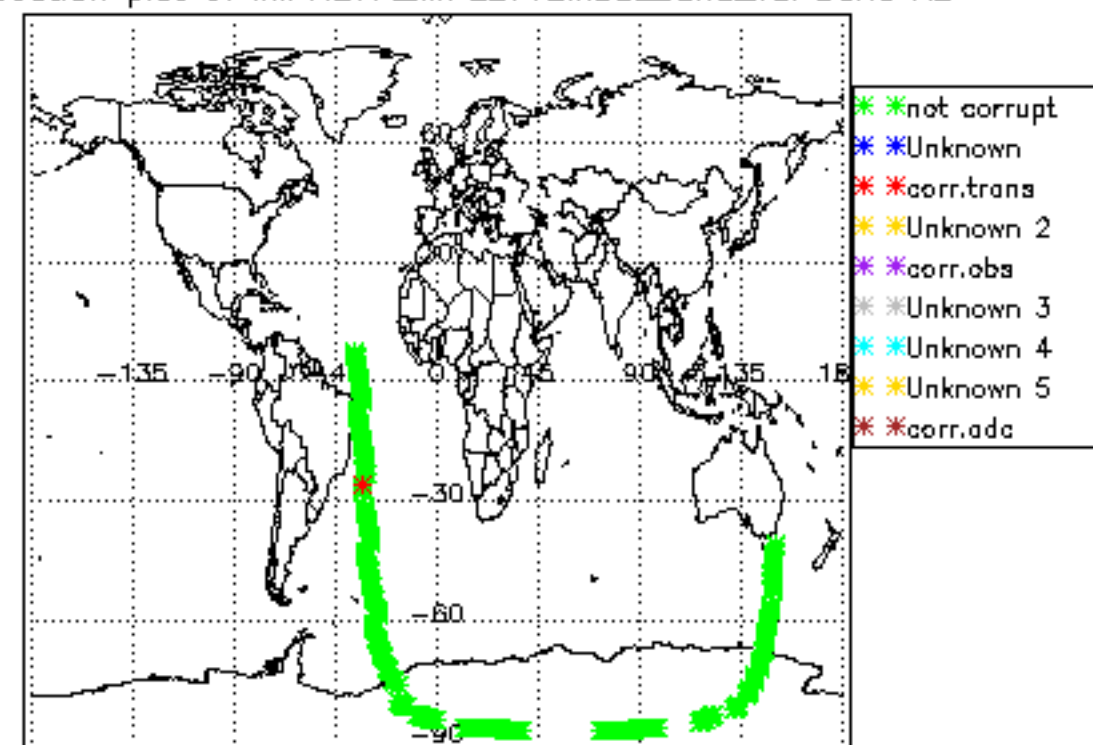 60
-135
-90
0
45
90
135
-30
-60
-90
not corrupt
Unknown
corr.trans
Unknown 2
corr.obs
Unknown 3
Unknown 4
Unknown 5
corr.adc